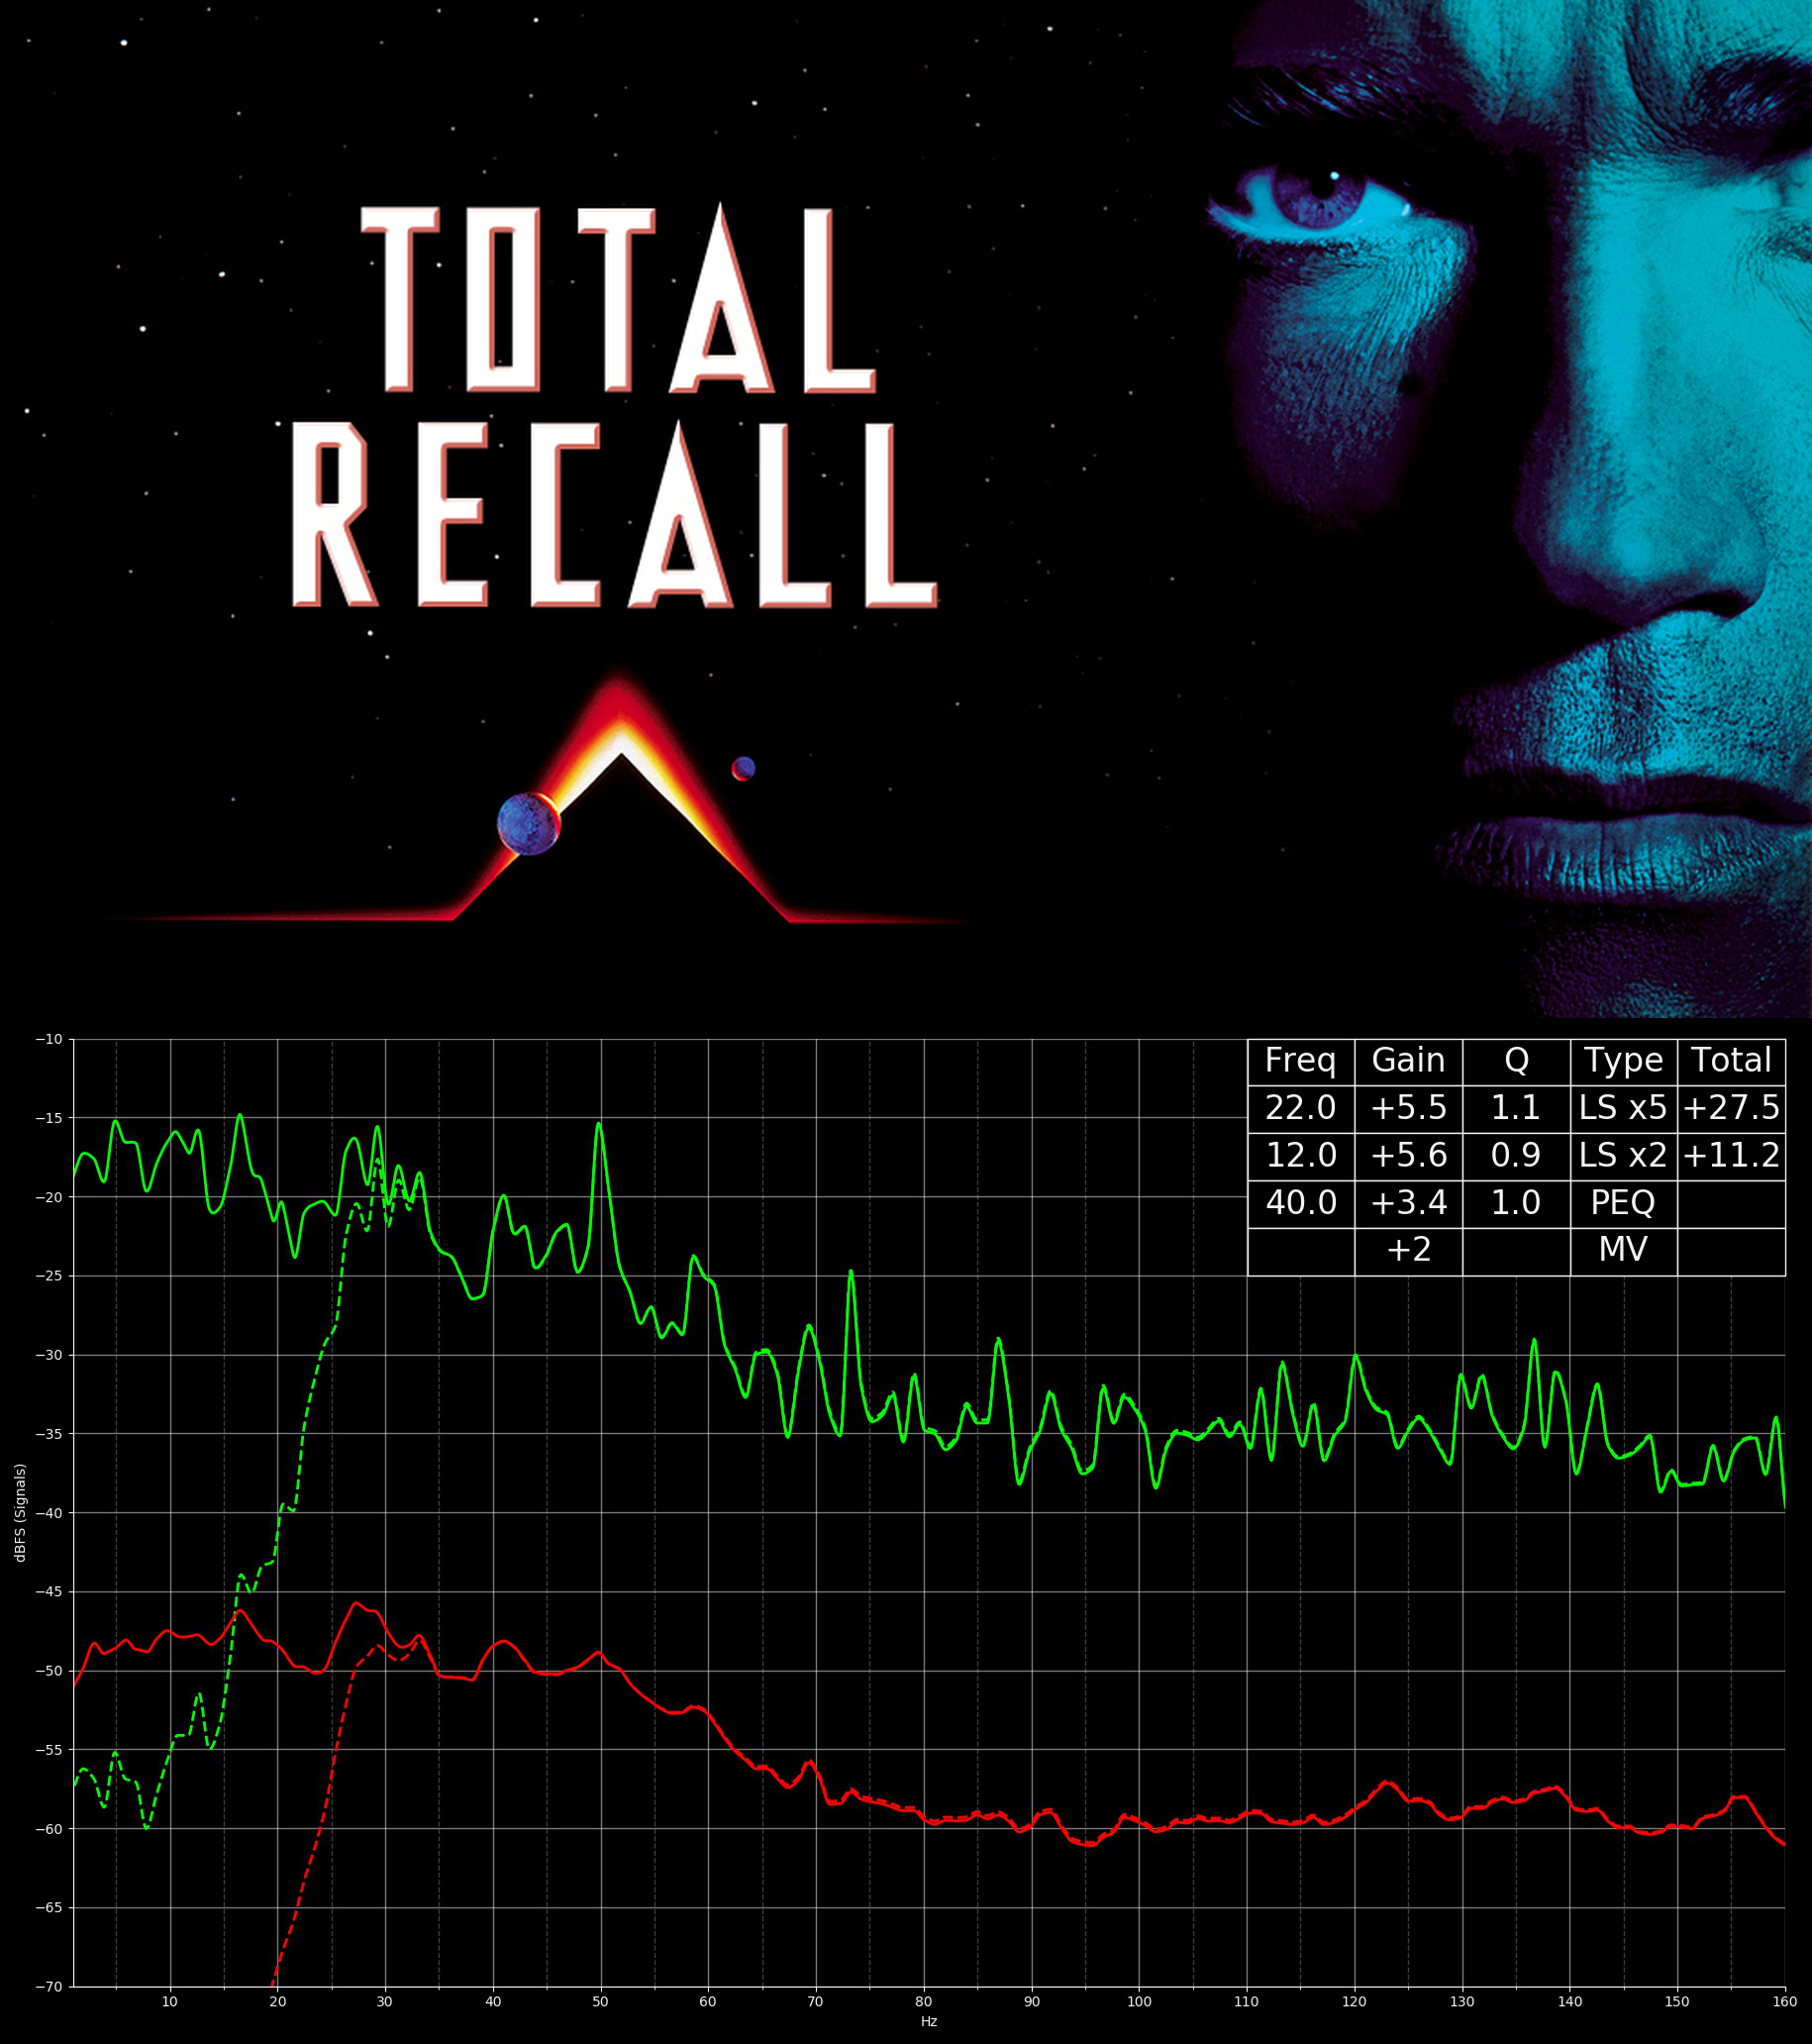 TOTAL
RECALL
Freq Gain Q Type Total
22.0 +5.5 1.1 LS x5 +27.5
12.0 +5.6 0.9 LS x2 +11.2
40.0 +3.4 1.0 PEQ
+2 MV
−10
−15
−20
−25
−30
−35
−40
−45
−50
−55
−60
−65
−70
dBFS (Signals)
10 20 30 40 50 60 70 80 90 100 110 120 130 140 150 160
Hz